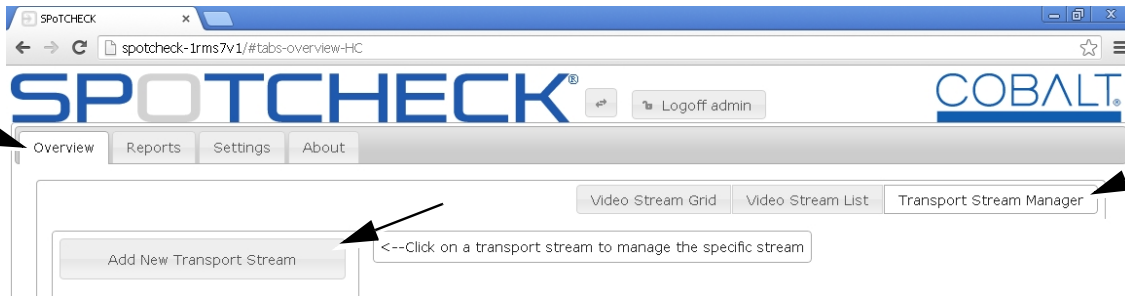 SPoTCHECK
spotcheck-1rms7v1/#tabs-overview-HC
SPOTCHECK® Logoff admin COBALT®
Overview Reports Settings About
Video Stream Grid Video Stream List Transport Stream Manager
Add New Transport Stream <--Click on a transport stream to manage the specific stream